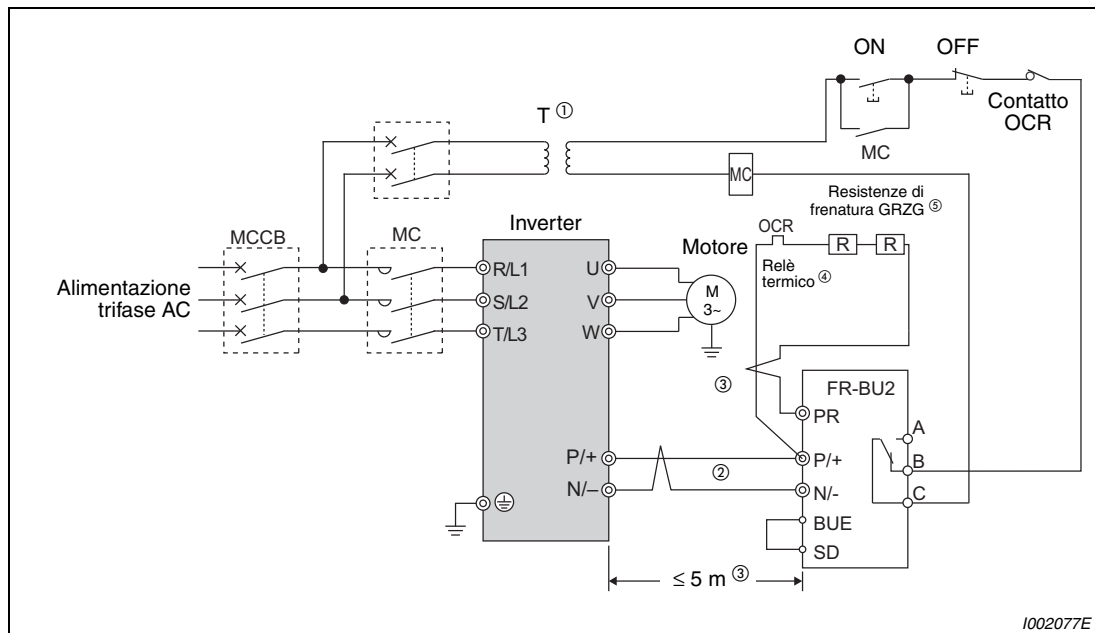 ON OFF
Contatto
OCR
T ①
MC
MC
Resistenze di
frenatura GRZG ⑤
OCR
R R
Relè
termico ④
Inverter
Motore
MCCB MC
Alimentazione
trifase AC
R/L1 U
S/L2 V
T/L3 W
M
3~
③
FR-BU2
PR
A
B
C
P/+ ② P/+
N/– N/-
BUE
SD
≤ 5 m ③
I002077E